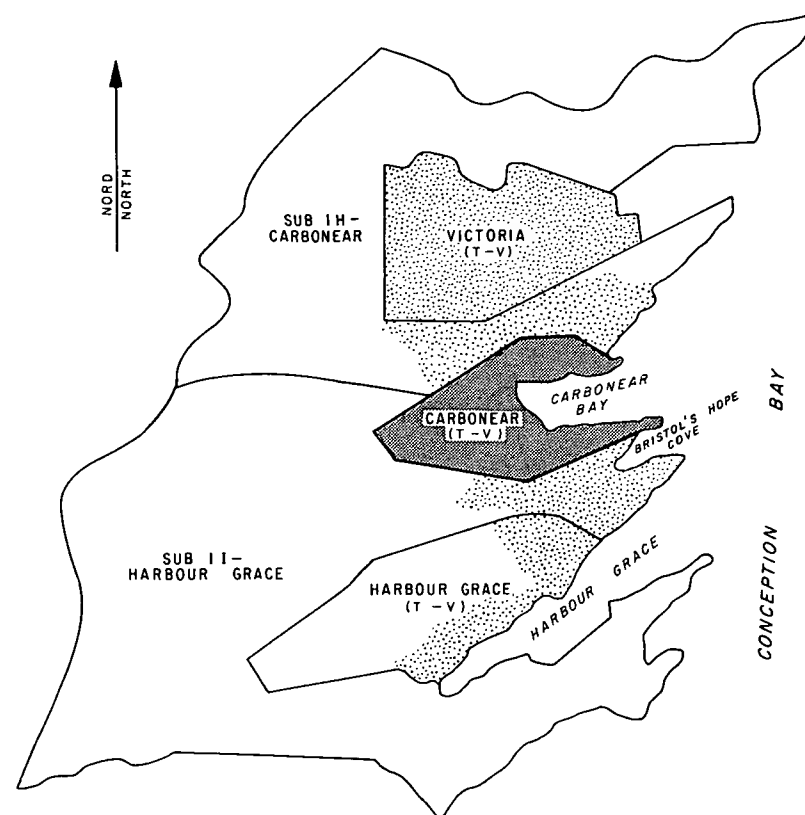 NORD
NORTH
SUB 1H-
CARBONEAR
VICTORIA
(T-V)
CARBONEAR
BAY
CARBONEAR
(T-V)
BRISTOL'S HOPE
COVE
BAY
SUB 1I-
HARBOUR GRACE
HARBOUR GRACE
(T-V)
HARBOUR GRACE
CONCEPTION